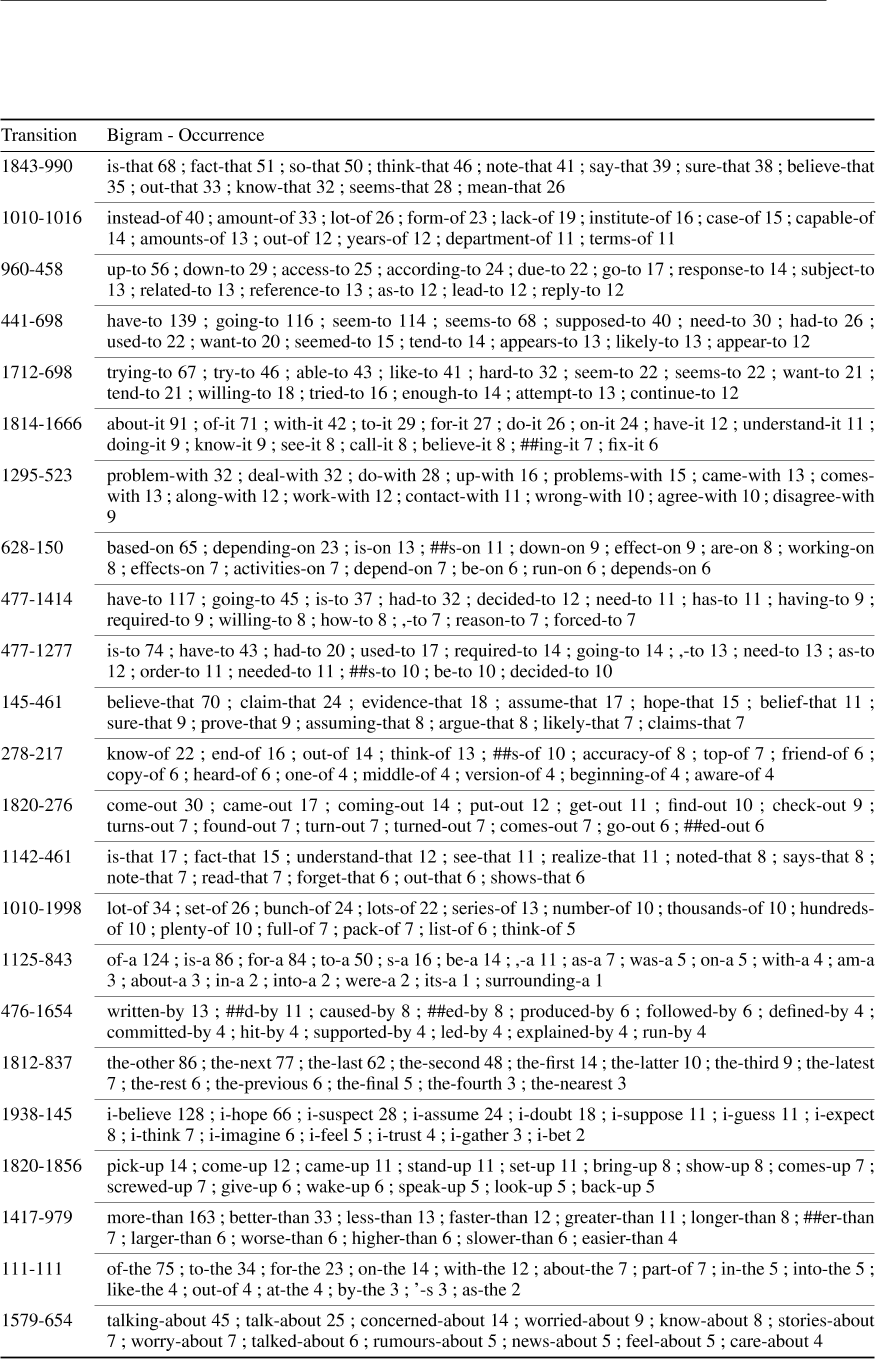 Transition Bigram - Occurrence
1843-990 is-that 68 ; fact-that 51 ; so-that 50 ; think-that 46 ; note-that 41 ; say-that 39 ; sure-that 38 ; believe-that
35 ; out-that 33 ; know-that 32 ; seems-that 28 ; mean-that 26
1010-1016 instead-of 40 ; amount-of 33 ; lot-of 26 ; form-of 23 ; lack-of 19 ; institute-of 16 ; case-of 15 ; capable-of
14 ; amounts-of 13 ; out-of 12 ; years-of 12 ; department-of 11 ; terms-of 11
960-458 up-to 56 ; down-to 29 ; access-to 25 ; according-to 24 ; due-to 22 ; go-to 17 ; response-to 14 ; subject-to
13 ; related-to 13 ; reference-to 13 ; as-to 12 ; lead-to 12 ; reply-to 12
441-698 have-to 139 ; going-to 116 ; seem-to 114 ; seems-to 68 ; supposed-to 40 ; need-to 30 ; had-to 26 ;
used-to 22 ; want-to 20 ; seemed-to 15 ; tend-to 14 ; appears-to 13 ; likely-to 13 ; appear-to 12
1712-698 trying-to 67 ; try-to 46 ; able-to 43 ; like-to 41 ; hard-to 32 ; seem-to 22 ; seems-to 22 ; want-to 21 ;
tend-to 21 ; willing-to 18 ; tried-to 16 ; enough-to 14 ; attempt-to 13 ; continue-to 12
1814-1666 about-it 91 ; of-it 71 ; with-it 42 ; to-it 29 ; for-it 27 ; do-it 26 ; on-it 24 ; have-it 12 ; understand-it 11 ;
doing-it 9 ; know-it 9 ; see-it 8 ; call-it 8 ; believe-it 8 ; ##ing-it 7 ; fix-it 6
1295-523 problem-with 32 ; deal-with 32 ; do-with 28 ; up-with 16 ; problems-with 15 ; came-with 13 ; comes-
with 13 ; along-with 12 ; work-with 12 ; contact-with 11 ; wrong-with 10 ; agree-with 10 ; disagree-with
9
628-150 based-on 65 ; depending-on 23 ; is-on 13 ; ##s-on 11 ; down-on 9 ; effect-on 9 ; are-on 8 ; working-on
8 ; effects-on 7 ; activities-on 7 ; depend-on 7 ; be-on 6 ; run-on 6 ; depends-on 6
477-1414 have-to 117 ; going-to 45 ; is-to 37 ; had-to 32 ; decided-to 12 ; need-to 11 ; has-to 11 ; having-to 9 ;
required-to 9 ; willing-to 8 ; how-to 8 ; ,-to 7 ; reason-to 7 ; forced-to 7
477-1277 is-to 74 ; have-to 43 ; had-to 20 ; used-to 17 ; required-to 14 ; going-to 14 ; ,-to 13 ; need-to 13 ; as-to
12 ; order-to 11 ; needed-to 11 ; ##s-to 10 ; be-to 10 ; decided-to 10
145-461 believe-that 70 ; claim-that 24 ; evidence-that 18 ; assume-that 17 ; hope-that 15 ; belief-that 11 ;
sure-that 9 ; prove-that 9 ; assuming-that 8 ; argue-that 8 ; likely-that 7 ; claims-that 7
278-217 know-of 22 ; end-of 16 ; out-of 14 ; think-of 13 ; ##s-of 10 ; accuracy-of 8 ; top-of 7 ; friend-of 6 ;
copy-of 6 ; heard-of 6 ; one-of 4 ; middle-of 4 ; version-of 4 ; beginning-of 4 ; aware-of 4
1820-276 come-out 30 ; came-out 17 ; coming-out 14 ; put-out 12 ; get-out 11 ; find-out 10 ; check-out 9 ;
turns-out 7 ; found-out 7 ; turn-out 7 ; turned-out 7 ; comes-out 7 ; go-out 6 ; ##ed-out 6
1142-461 is-that 17 ; fact-that 15 ; understand-that 12 ; see-that 11 ; realize-that 11 ; noted-that 8 ; says-that 8 ;
note-that 7 ; read-that 7 ; forget-that 6 ; out-that 6 ; shows-that 6
1010-1998 lot-of 34 ; set-of 26 ; bunch-of 24 ; lots-of 22 ; series-of 13 ; number-of 10 ; thousands-of 10 ; hundreds-
of 10 ; plenty-of 10 ; full-of 7 ; pack-of 7 ; list-of 6 ; think-of 5
1125-843 of-a 124 ; is-a 86 ; for-a 84 ; to-a 50 ; s-a 16 ; be-a 14 ; ,-a 11 ; as-a 7 ; was-a 5 ; on-a 5 ; with-a 4 ; am-a
3 ; about-a 3 ; in-a 2 ; into-a 2 ; were-a 2 ; its-a 1 ; surrounding-a 1
476-1654 written-by 13 ; ##d-by 11 ; caused-by 8 ; ##ed-by 8 ; produced-by 6 ; followed-by 6 ; defined-by 4 ;
committed-by 4 ; hit-by 4 ; supported-by 4 ; led-by 4 ; explained-by 4 ; run-by 4
1812-837 the-other 86 ; the-next 77 ; the-last 62 ; the-second 48 ; the-first 14 ; the-latter 10 ; the-third 9 ; the-latest
7 ; the-rest 6 ; the-previous 6 ; the-final 5 ; the-fourth 3 ; the-nearest 3
1938-145 i-believe 128 ; i-hope 66 ; i-suspect 28 ; i-assume 24 ; i-doubt 18 ; i-suppose 11 ; i-guess 11 ; i-expect
8 ; i-think 7 ; i-imagine 6 ; i-feel 5 ; i-trust 4 ; i-gather 3 ; i-bet 2
1820-1856 pick-up 14 ; come-up 12 ; came-up 11 ; stand-up 11 ; set-up 11 ; bring-up 8 ; show-up 8 ; comes-up 7 ;
screwed-up 7 ; give-up 6 ; wake-up 6 ; speak-up 5 ; look-up 5 ; back-up 5
1417-979 more-than 163 ; better-than 33 ; less-than 13 ; faster-than 12 ; greater-than 11 ; longer-than 8 ; ##er-than
7 ; larger-than 6 ; worse-than 6 ; higher-than 6 ; slower-than 6 ; easier-than 4
111-111 of-the 75 ; to-the 34 ; for-the 23 ; on-the 14 ; with-the 12 ; about-the 7 ; part-of 7 ; in-the 5 ; into-the 5 ;
like-the 4 ; out-of 4 ; at-the 4 ; by-the 3 ; ’-s 3 ; as-the 2
1579-654 talking-about 45 ; talk-about 25 ; concerned-about 14 ; worried-about 9 ; know-about 8 ; stories-about
7 ; worry-about 7 ; talked-about 6 ; rumours-about 5 ; news-about 5 ; feel-about 5 ; care-about 4